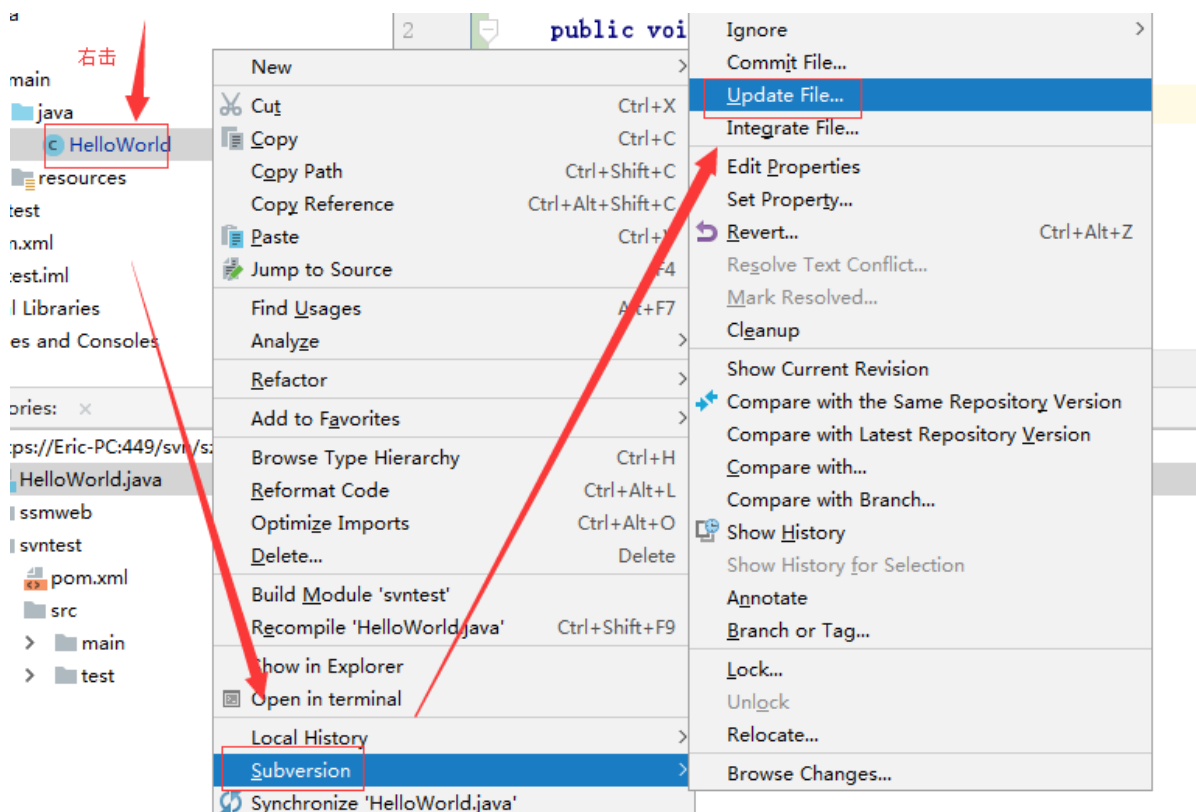 右击
main
java
HelloWorld
resources
test
n.xml
test.iml
l Libraries
es and Consoles
ories:
ps://Eric-PC:449/svn/s
HelloWorld.java
ssmweb
svntest
pom.xml
src
main
test
2
public voi
New
Cut Ctrl+X
Copy Ctrl+C
Copy Path Ctrl+Shift+C
Copy Reference Ctrl+Alt+Shift+C
Paste Ctrl+V
Jump to Source F4
Find Usages Alt+F7
Analyze
Refactor
Add to Favorites
Browse Type Hierarchy Ctrl+H
Reformat Code Ctrl+Alt+L
Optimize Imports Ctrl+Alt+O
Delete... Delete
Build Module 'svntest'
Recompile 'HelloWorld.java' Ctrl+Shift+F9
Show in Explorer
Open in terminal
Local History
Subversion
Synchronize 'HelloWorld.java'
Ignore
Commit File...
Update File...
Integrate File...
Edit Properties
Set Property...
Revert... Ctrl+Alt+Z
Resolve Text Conflict...
Mark Resolved...
Cleanup
Show Current Revision
Compare with the Same Repository Version
Compare with Latest Repository Version
Compare with...
Compare with Branch...
Show History
Show History for Selection
Annotate
Branch or Tag...
Lock...
Unlock
Relocate...
Browse Changes...